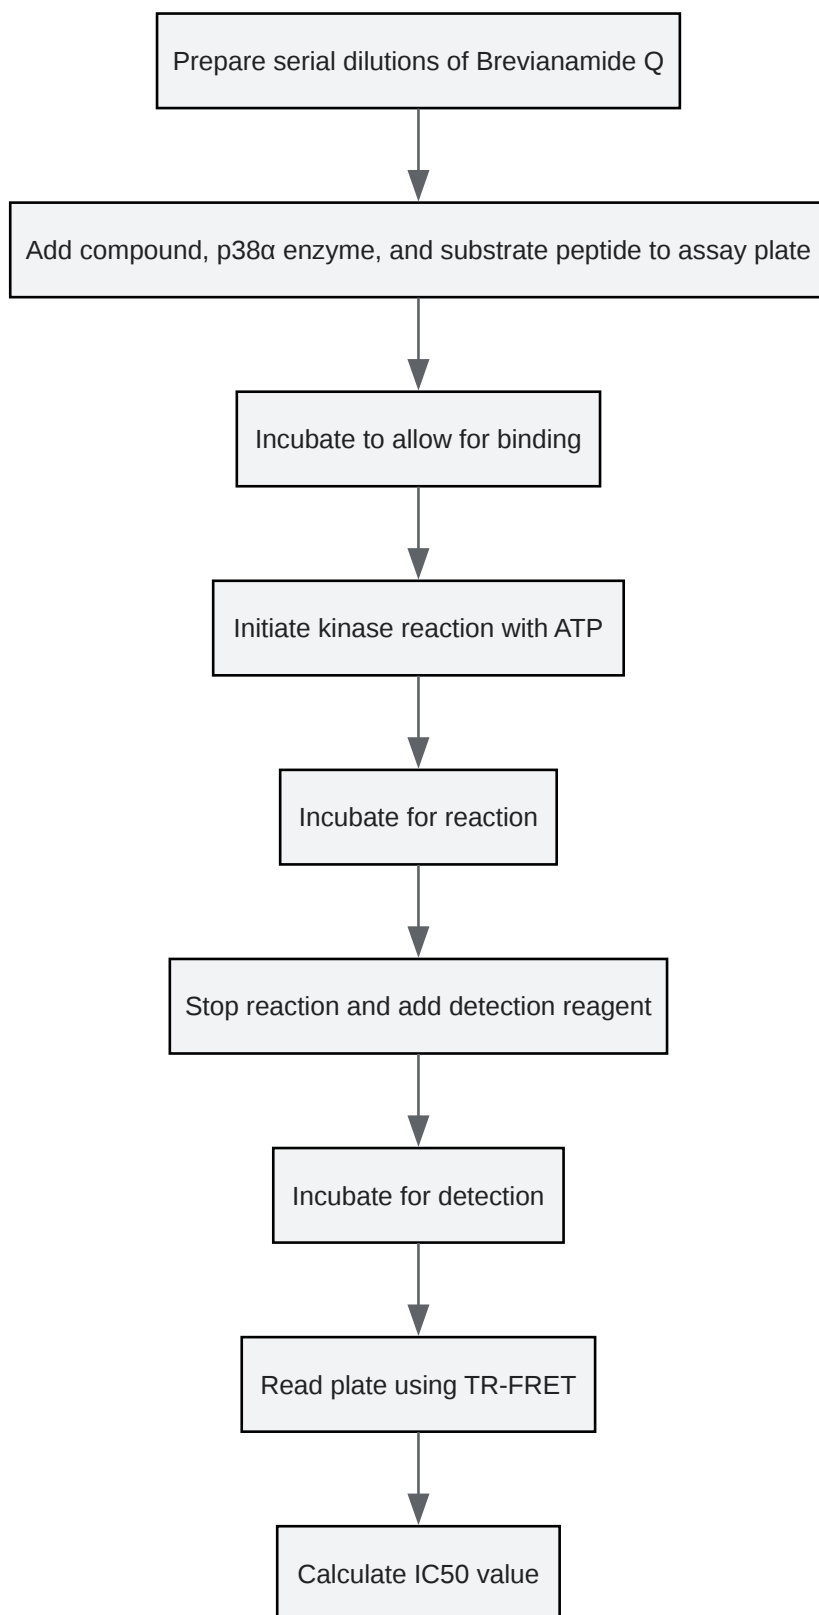 Prepare serial dilutions of Brevianamide Q
Add compound, p38α enzyme, and substrate peptide to assay plate
Incubate to allow for binding
Initiate kinase reaction with ATP
Incubate for reaction
Stop reaction and add detection reagent
Incubate for detection
Read plate using TR-FRET
Calculate IC50 value